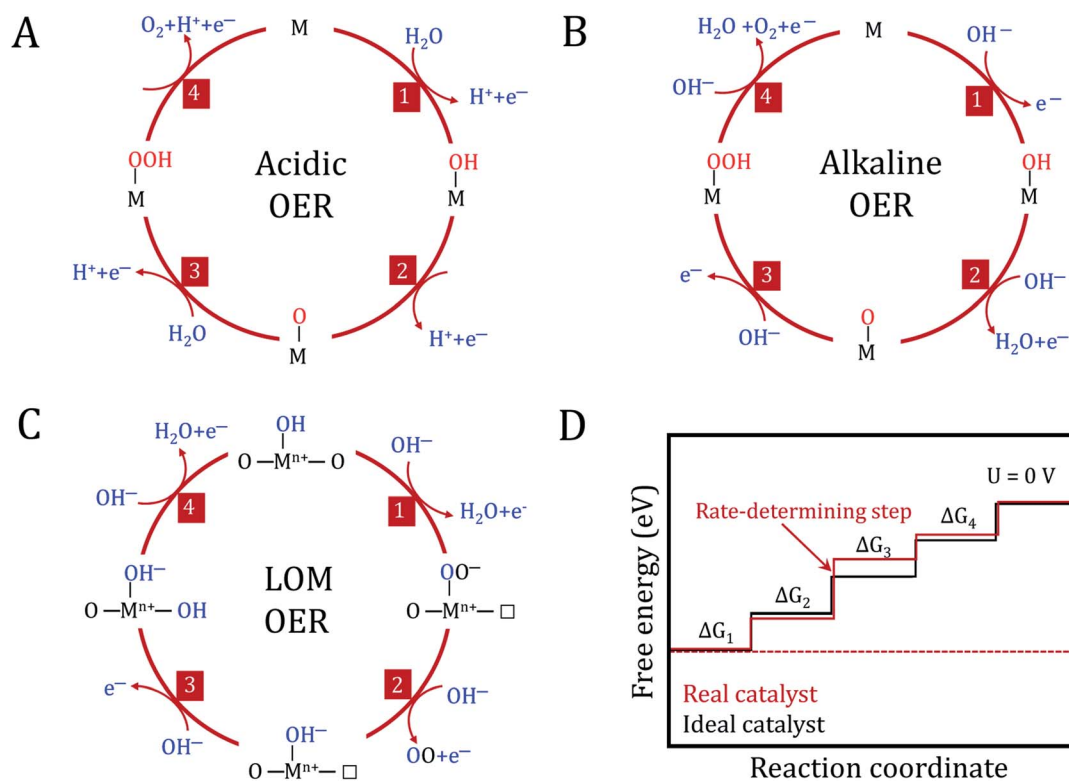 A
O₂+H⁺+e⁻
M
H₂O
4
1
H⁺+e⁻
OOH
M
Acidic
OER
OH
M
H⁺+e⁻
3
2
H₂O
O
M
H⁺+e⁻
B
H₂O +O₂+e⁻
M
OH⁻
OH⁻
4
1
e⁻
OOH
M
Alkaline
OER
OH
M
e⁻
3
2
OH⁻
OH⁻
O
M
H₂O+e⁻
C
H₂O+e⁻
OH
O—Mⁿ⁺—O
OH⁻
OH⁻
4
1
H₂O+e⁻
OH⁻
O—Mⁿ⁺—OH
LOM
OER
OO⁻
O—Mⁿ⁺—□
e⁻
3
2
OH⁻
OH⁻
OH⁻
O—Mⁿ⁺—□
OO+e⁻
D
U = 0 V
Rate-determining step
ΔG₄
ΔG₃
ΔG₂
ΔG₁
Real catalyst
Ideal catalyst
Free energy (eV)
Reaction coordinate